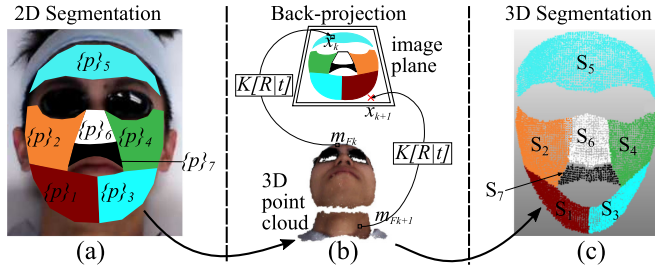 2D Segmentation
Back-projection
3D Segmentation
{p}5
{p}2
{p}6
{p}4
{p}7
{p}1
{p}3
(a)
xk
image
plane
K[R|t]
xk+1
K[R|t]
mFk
3D
point
cloud
mFk+1
(b)
S5
S2
S6
S4
S7
S1
S3
(c)